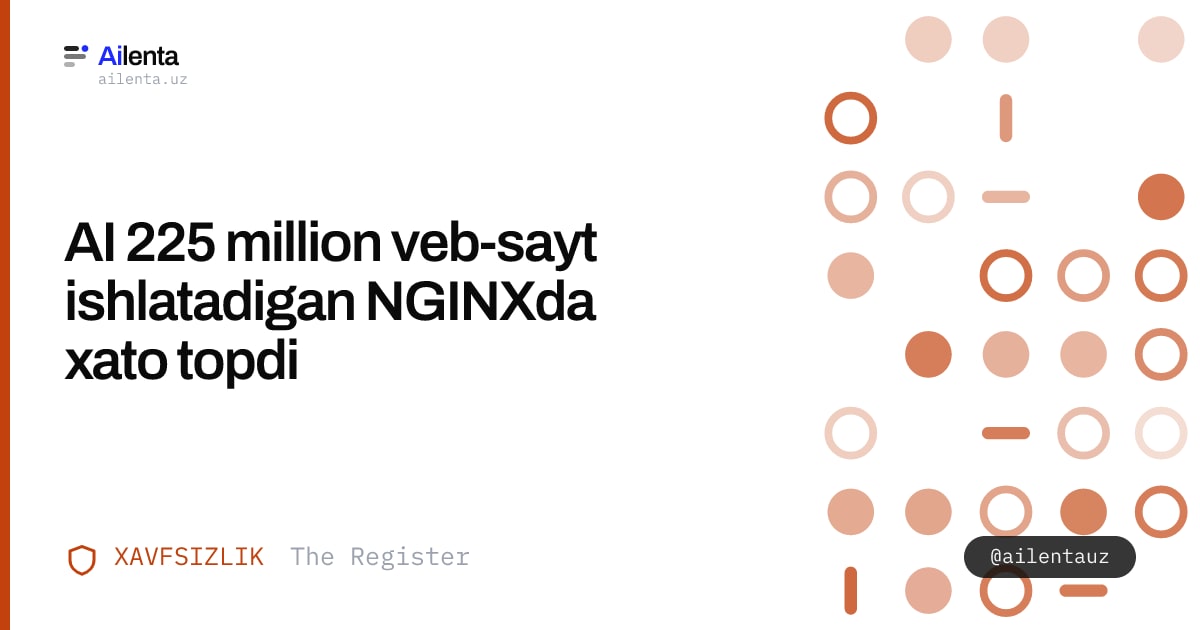 Ailenta
ailenta.uz
AI 225 million veb-sayt
ishlatadigan NGINXda
xato topdi
XAVFSIZLIK The Register
@ailentauz